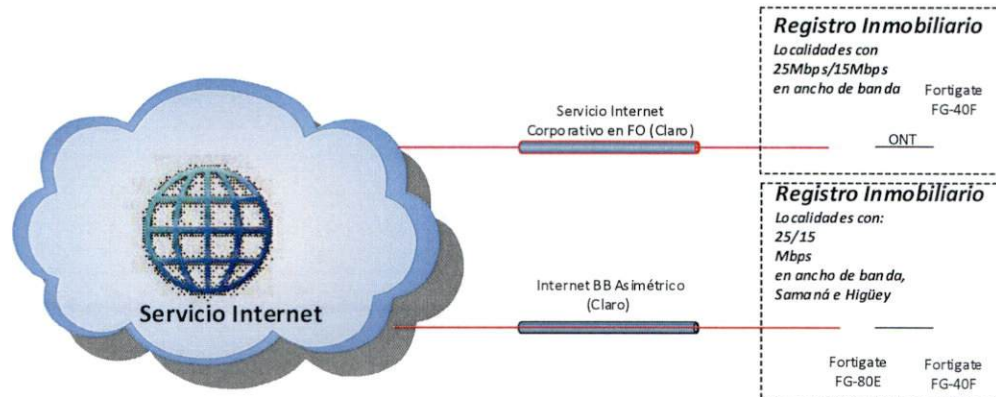 Servicio Internet
Servicio Internet
Corporativo en FO (Claro)
Registro Inmobiliario
Localidades con
25Mbps/15Mbps
en ancho de banda
Fortigate
FG-40F
ONT
Internet BB Asimétrico
(Claro)
Registro Inmobiliario
Localidades con:
25/15
Mbps
en ancho de banda,
Samaná e Higüey
Fortigate
FG-80E
Fortigate
FG-40F